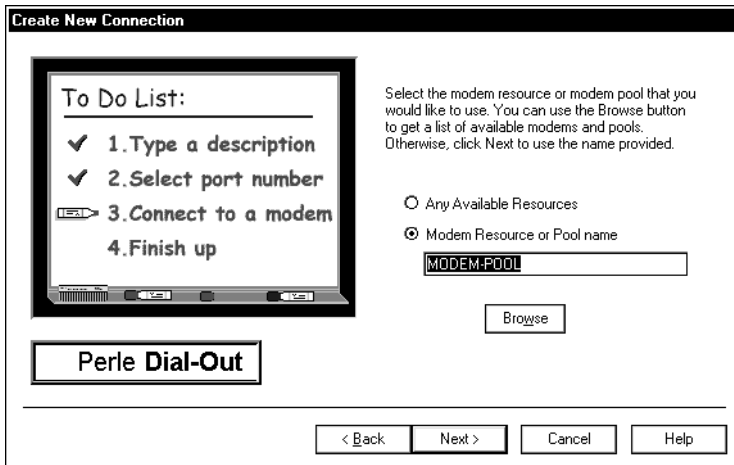 Create New Connection
To Do List:
1.Type a description
2.Select port number
3.Connect to a modem
4.Finish up
Perle Dial-Out
Select the modem resource or modem pool that you
would like to use. You can use the Browse button
to get a list of available modems and pools.
Otherwise, click Next to use the name provided.
Any Available Resources
Modem Resource or Pool name
MODEM-POOL
Browse
< Back
Next >
Cancel
Help